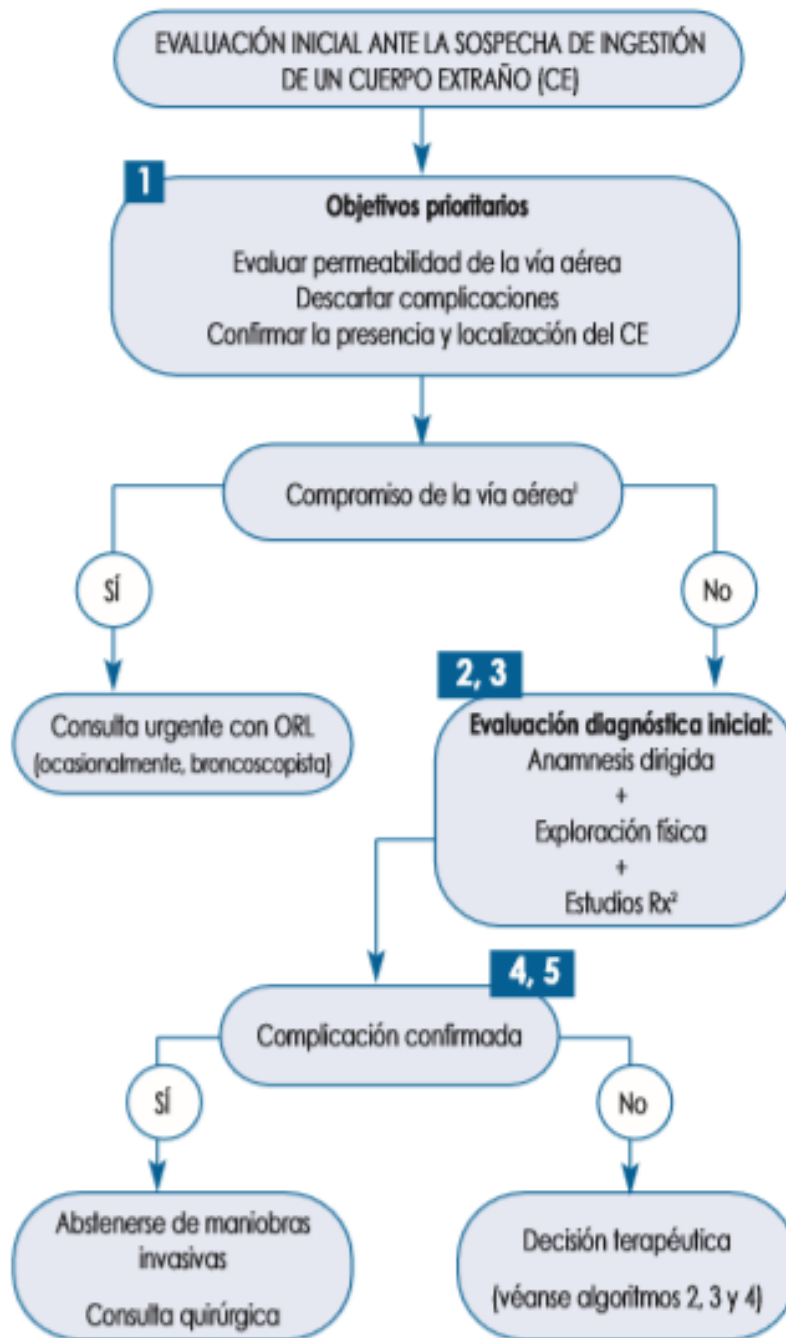 EVALUACIÓN INICIAL ANTE LA SOSPECHA DE INGESTIÓN
DE UN CUERPO EXTRAÑO (CE)
1
Objetivos prioritarios
Evaluar permeabilidad de la vía aérea
Descartar complicaciones
Confirmar la presencia y localización del CE
Compromiso de la vía aérea¹
SÍ
No
Consulta urgente con ORL
(ocasionalmente, broncoscopista)
2, 3
Evaluación diagnóstica inicial:
Anamnesis dirigida
+
Exploración física
+
Estudios Rx²
4, 5
Complicación confirmada
SÍ
No
Abstenerse de maniobras
invasivas
Consulta quirúrgica
Decisión terapéutica
(véanse algoritmos 2, 3 y 4)